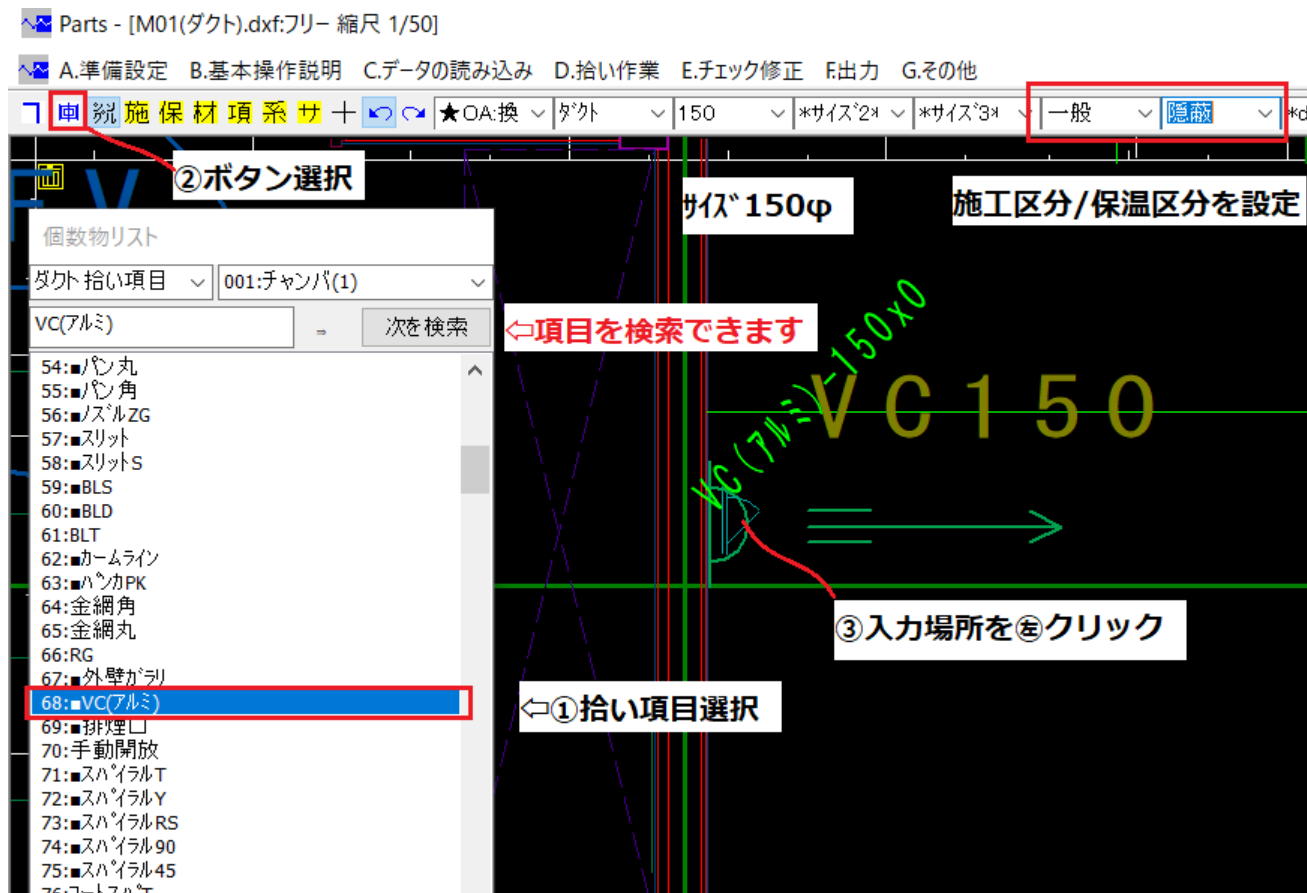 Parts - [M01(ダクト).dxf:フリー 縮尺 1/50]
A.準備設定 B.基本操作説明 C.データの読み込み D.拾い作業 E.チェック修正 F.出力 G.その他
施 保 材 項 系 サ ★OA:換 ダクト 150 *サイズ2* *サイズ3* 一般 隠蔽 *d
②ボタン選択
サイズ150φ
施工区分/保温区分を設定
個数物リスト
ダクト 拾い項目 001:チャンバ(1)
VC(アルミ) 次を検索
⇦項目を検索できます
54:■パン丸
55:■パン角
56:■ノズルZG
57:■スリット
58:■スリットS
59:■BLS
60:■BLD
61:BLT
62:■カームライン
63:■パンカPK
64:金網角
65:金網丸
66:RG
67:■外壁ガラリ
68:■VC(アルミ)
69:■排煙口
70:手動開放
71:■スパイラルT
72:■スパイラルY
73:■スパイラルRS
74:■スパイラル90
75:■スパイラル45
VC(アルミ)-150x0
VC150
③入力場所を㊧クリック
⇦①拾い項目選択